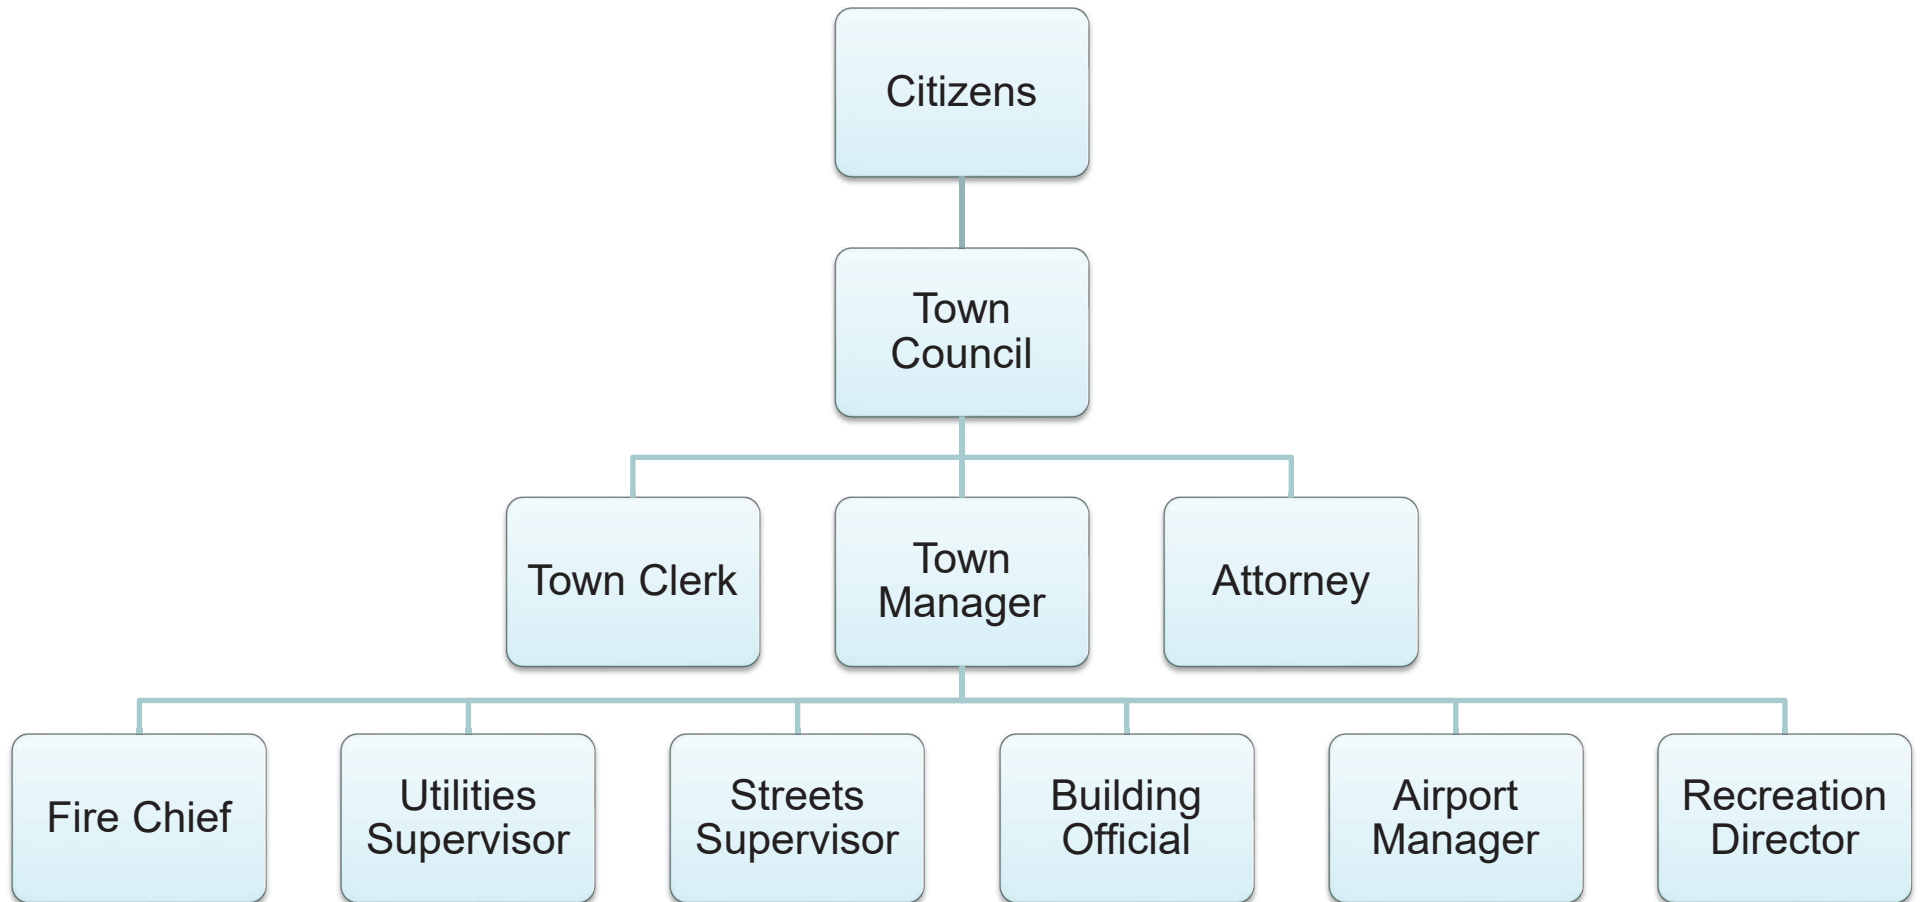 Citizens
Town
Council
Town Clerk
Town
Manager
Attorney
Fire Chief
Utilities
Supervisor
Streets
Supervisor
Building
Official
Airport
Manager
Recreation
Director